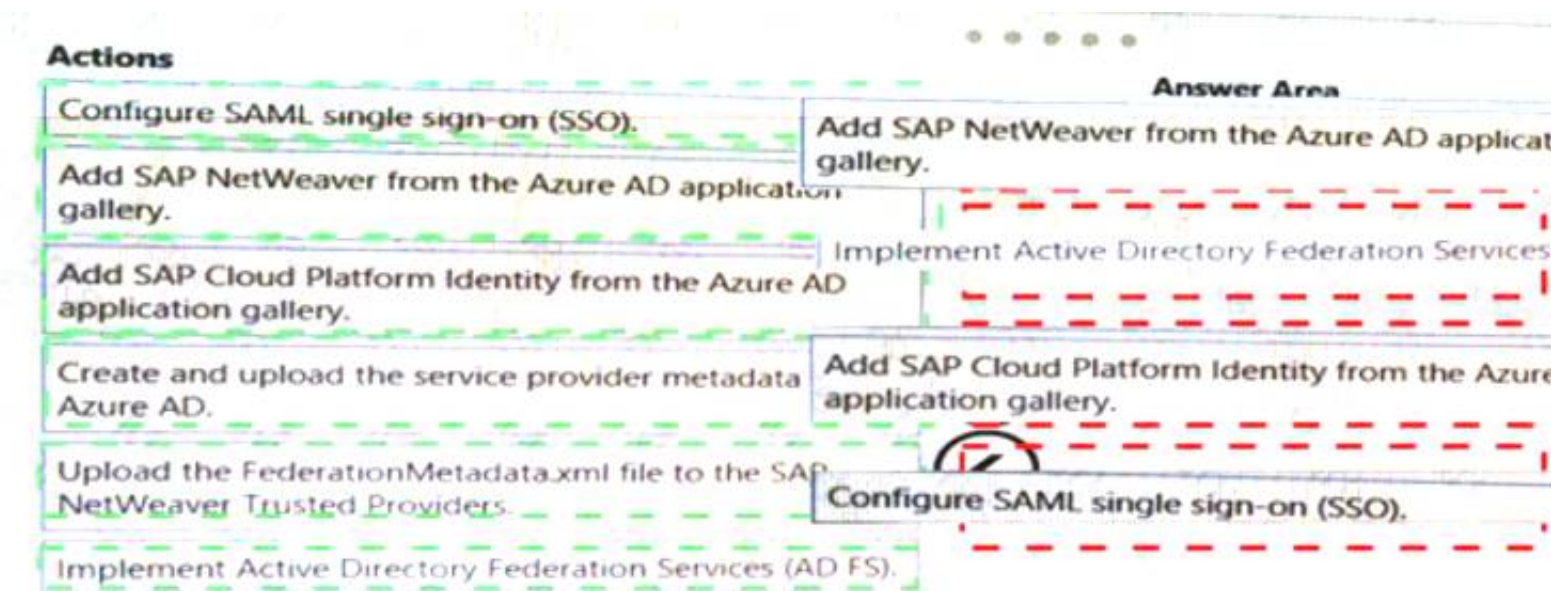 Actions
Configure SAML single sign-on (SSO).
Add SAP NetWeaver from the Azure AD application
gallery.
Add SAP Cloud Platform Identity from the Azure AD
application gallery.
Create and upload the service provider metadata
Azure AD.
Upload the FederationMetadata.xml file to the SAP
NetWeaver Trusted Providers.
Implement Active Directory Federation Services (AD FS).
Answer Area
Add SAP NetWeaver from the Azure AD applicat
gallery.
Implement Active Directory Federation Services
Add SAP Cloud Platform Identity from the Azure
application gallery.
Configure SAML single sign-on (SSO).